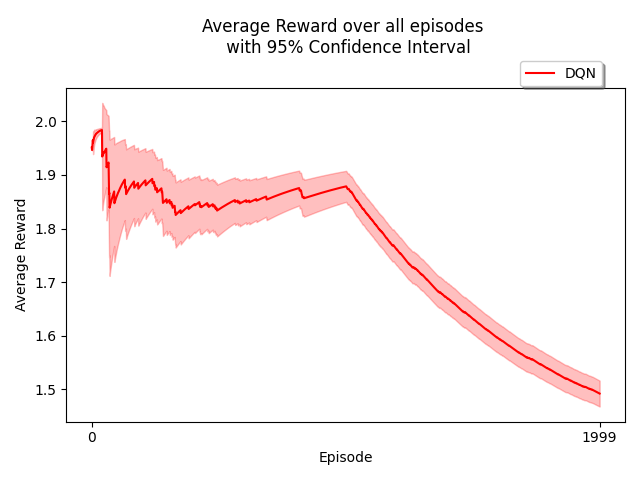 Average Reward over all episodes
with 95% Confidence Interval
DQN
2.0
1.9
1.8
1.7
1.6
1.5
Average Reward
0
1999
Episode